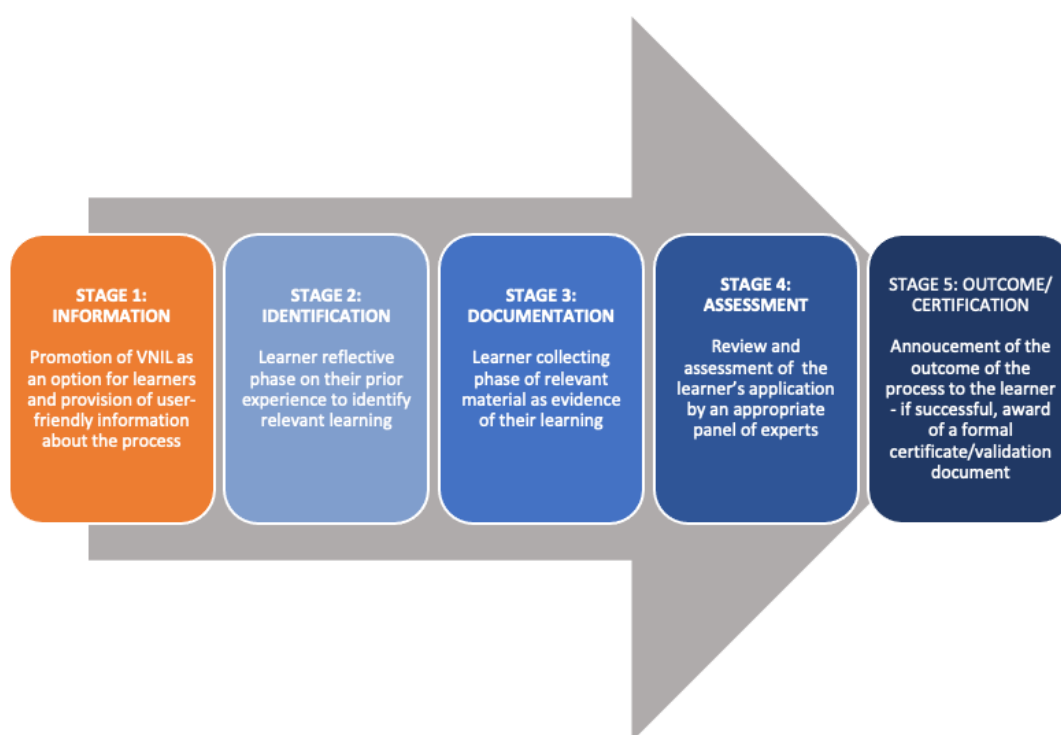 STAGE 1:
INFORMATION
Promotion of VNIL as
an option for learners
and provision of user-
friendly information
about the process
STAGE 2:
IDENTIFICATION
Learner reflective
phase on their prior
experience to identify
relevant learning
STAGE 3:
DOCUMENTATION
Learner collecting
phase of relevant
material as evidence
of their learning
STAGE 4:
ASSESSMENT
Review and
assessment of the
learner's application
by an appropriate
panel of experts
STAGE 5: OUTCOME/
CERTIFICATION
Annoucement of the
outcome of the
process to the learner
- if successful, award
of a formal
certificate/validation
document